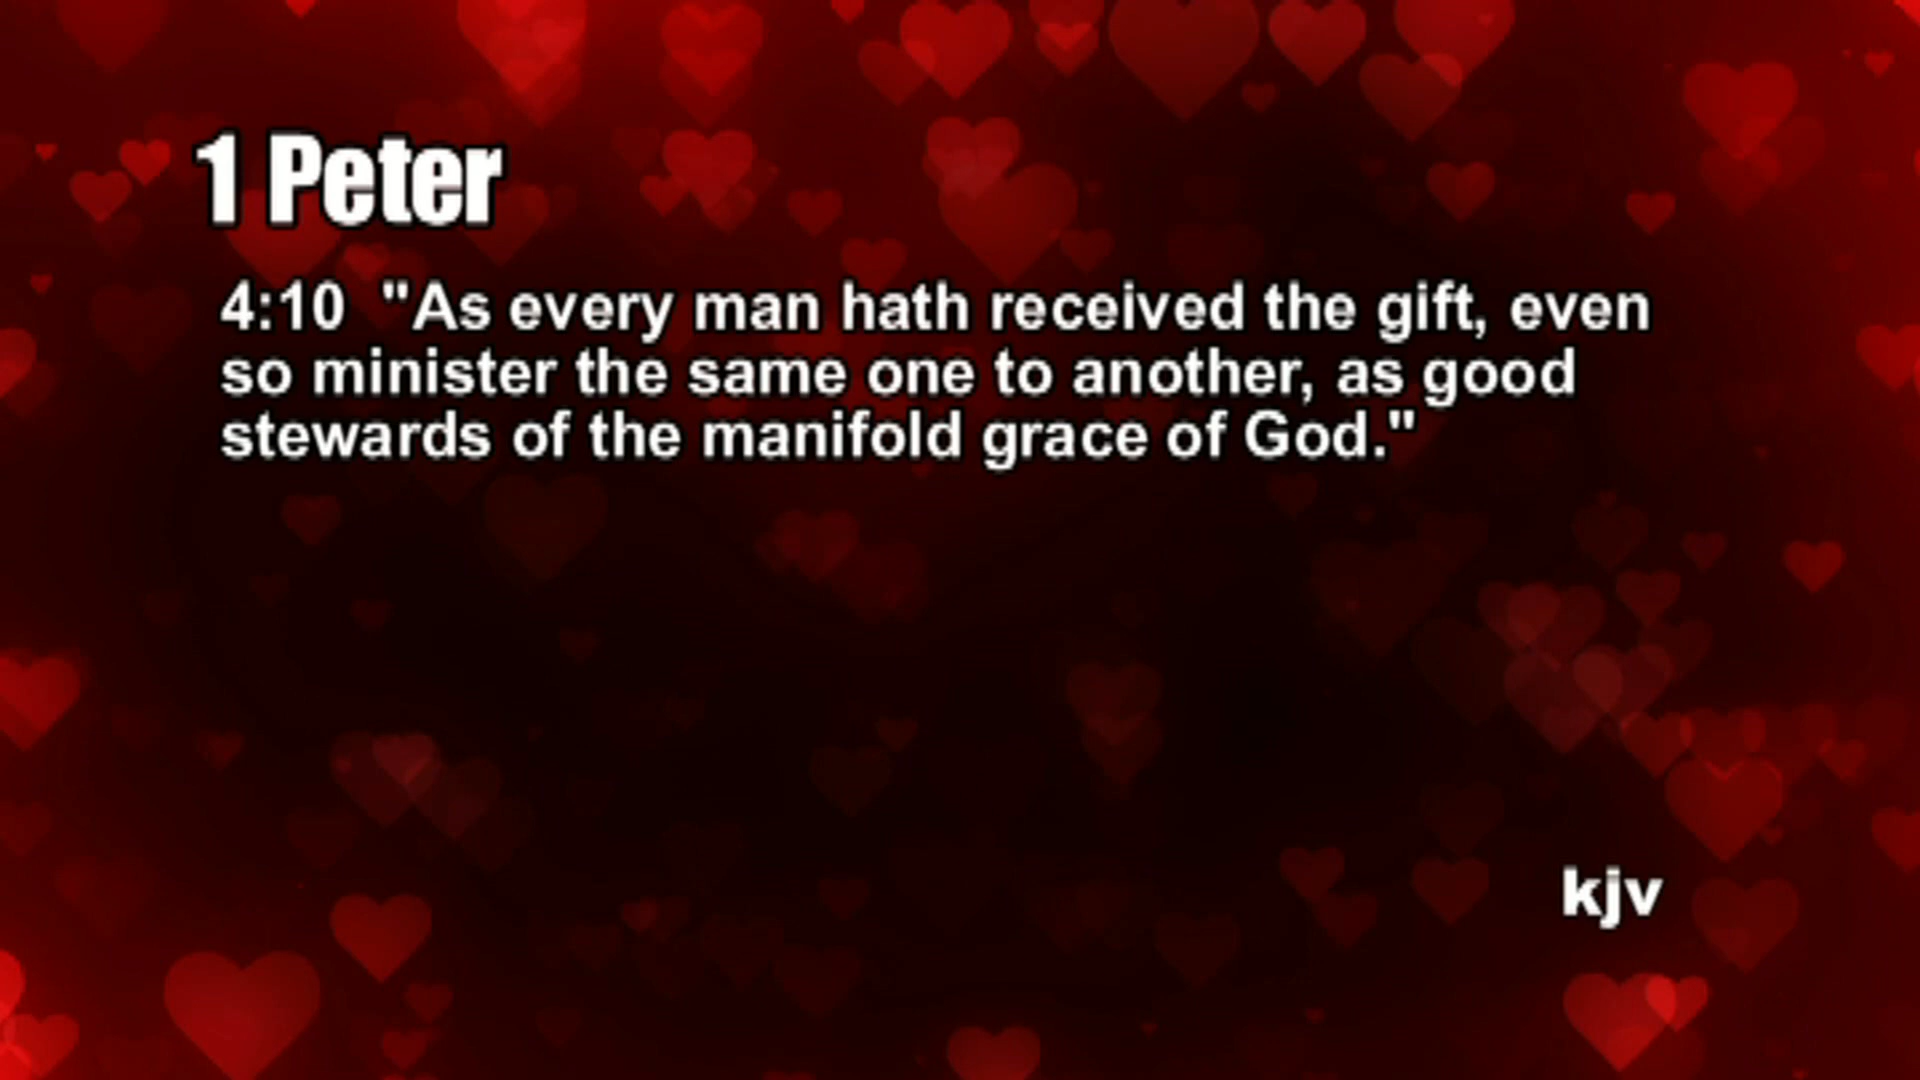 1 Peter
4:10  "As every man hath received the gift, even
so minister the same one to another, as good
stewards of the manifold grace of God."
kjv